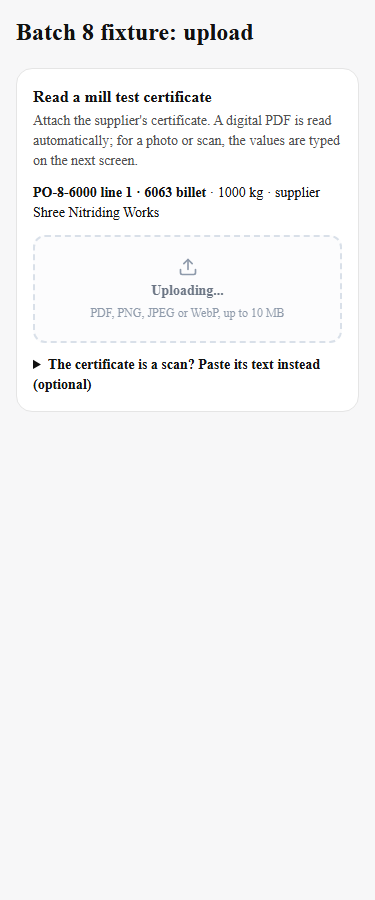 Batch 8 fixture: upload
Read a mill test certificate
Attach the supplier's certificate. A digital PDF is read
automatically; for a photo or scan, the values are typed
on the next screen.
PO-8-6000 line 1 · 6063 billet · 1000 kg · supplier
Shree Nitriding Works
Uploading...
PDF, PNG, JPEG or WebP, up to 10 MB
The certificate is a scan? Paste its text instead
(optional)